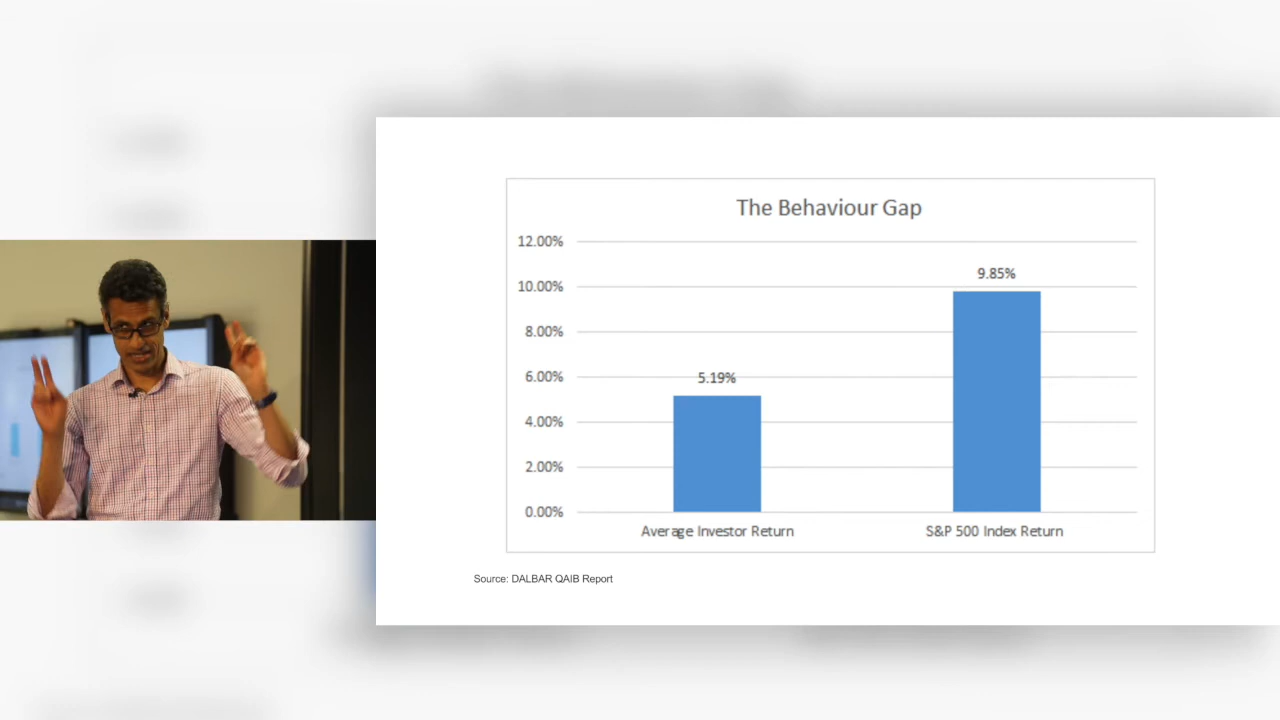 The Behaviour Gap
12.00%
10.00%
8.00%
6.00%
4.00%
2.00%
0.00%
5.19%
9.85%
Average Investor Return
S&P 500 Index Return
Source: DALBAR QAIB Report